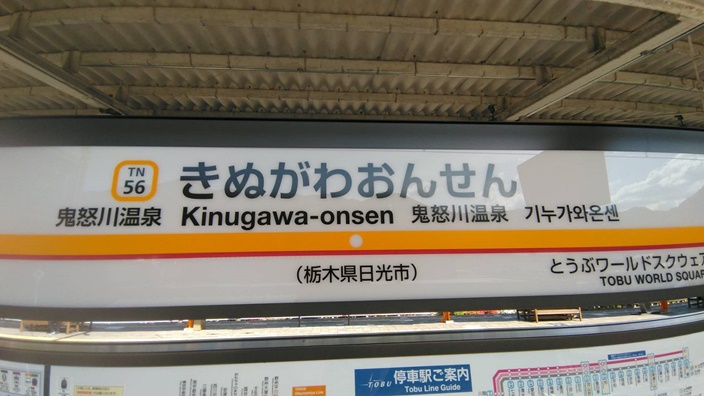 TN
56
きぬがわおんせん
鬼怒川温泉 Kinugawa-onsen 鬼怒川温泉 기누가와온센
(栃木県日光市)
とうぶワールドスクウェア
TOBU WORLD SQUAR
TOBU 停車駅ご案内
Tobu Line Guide